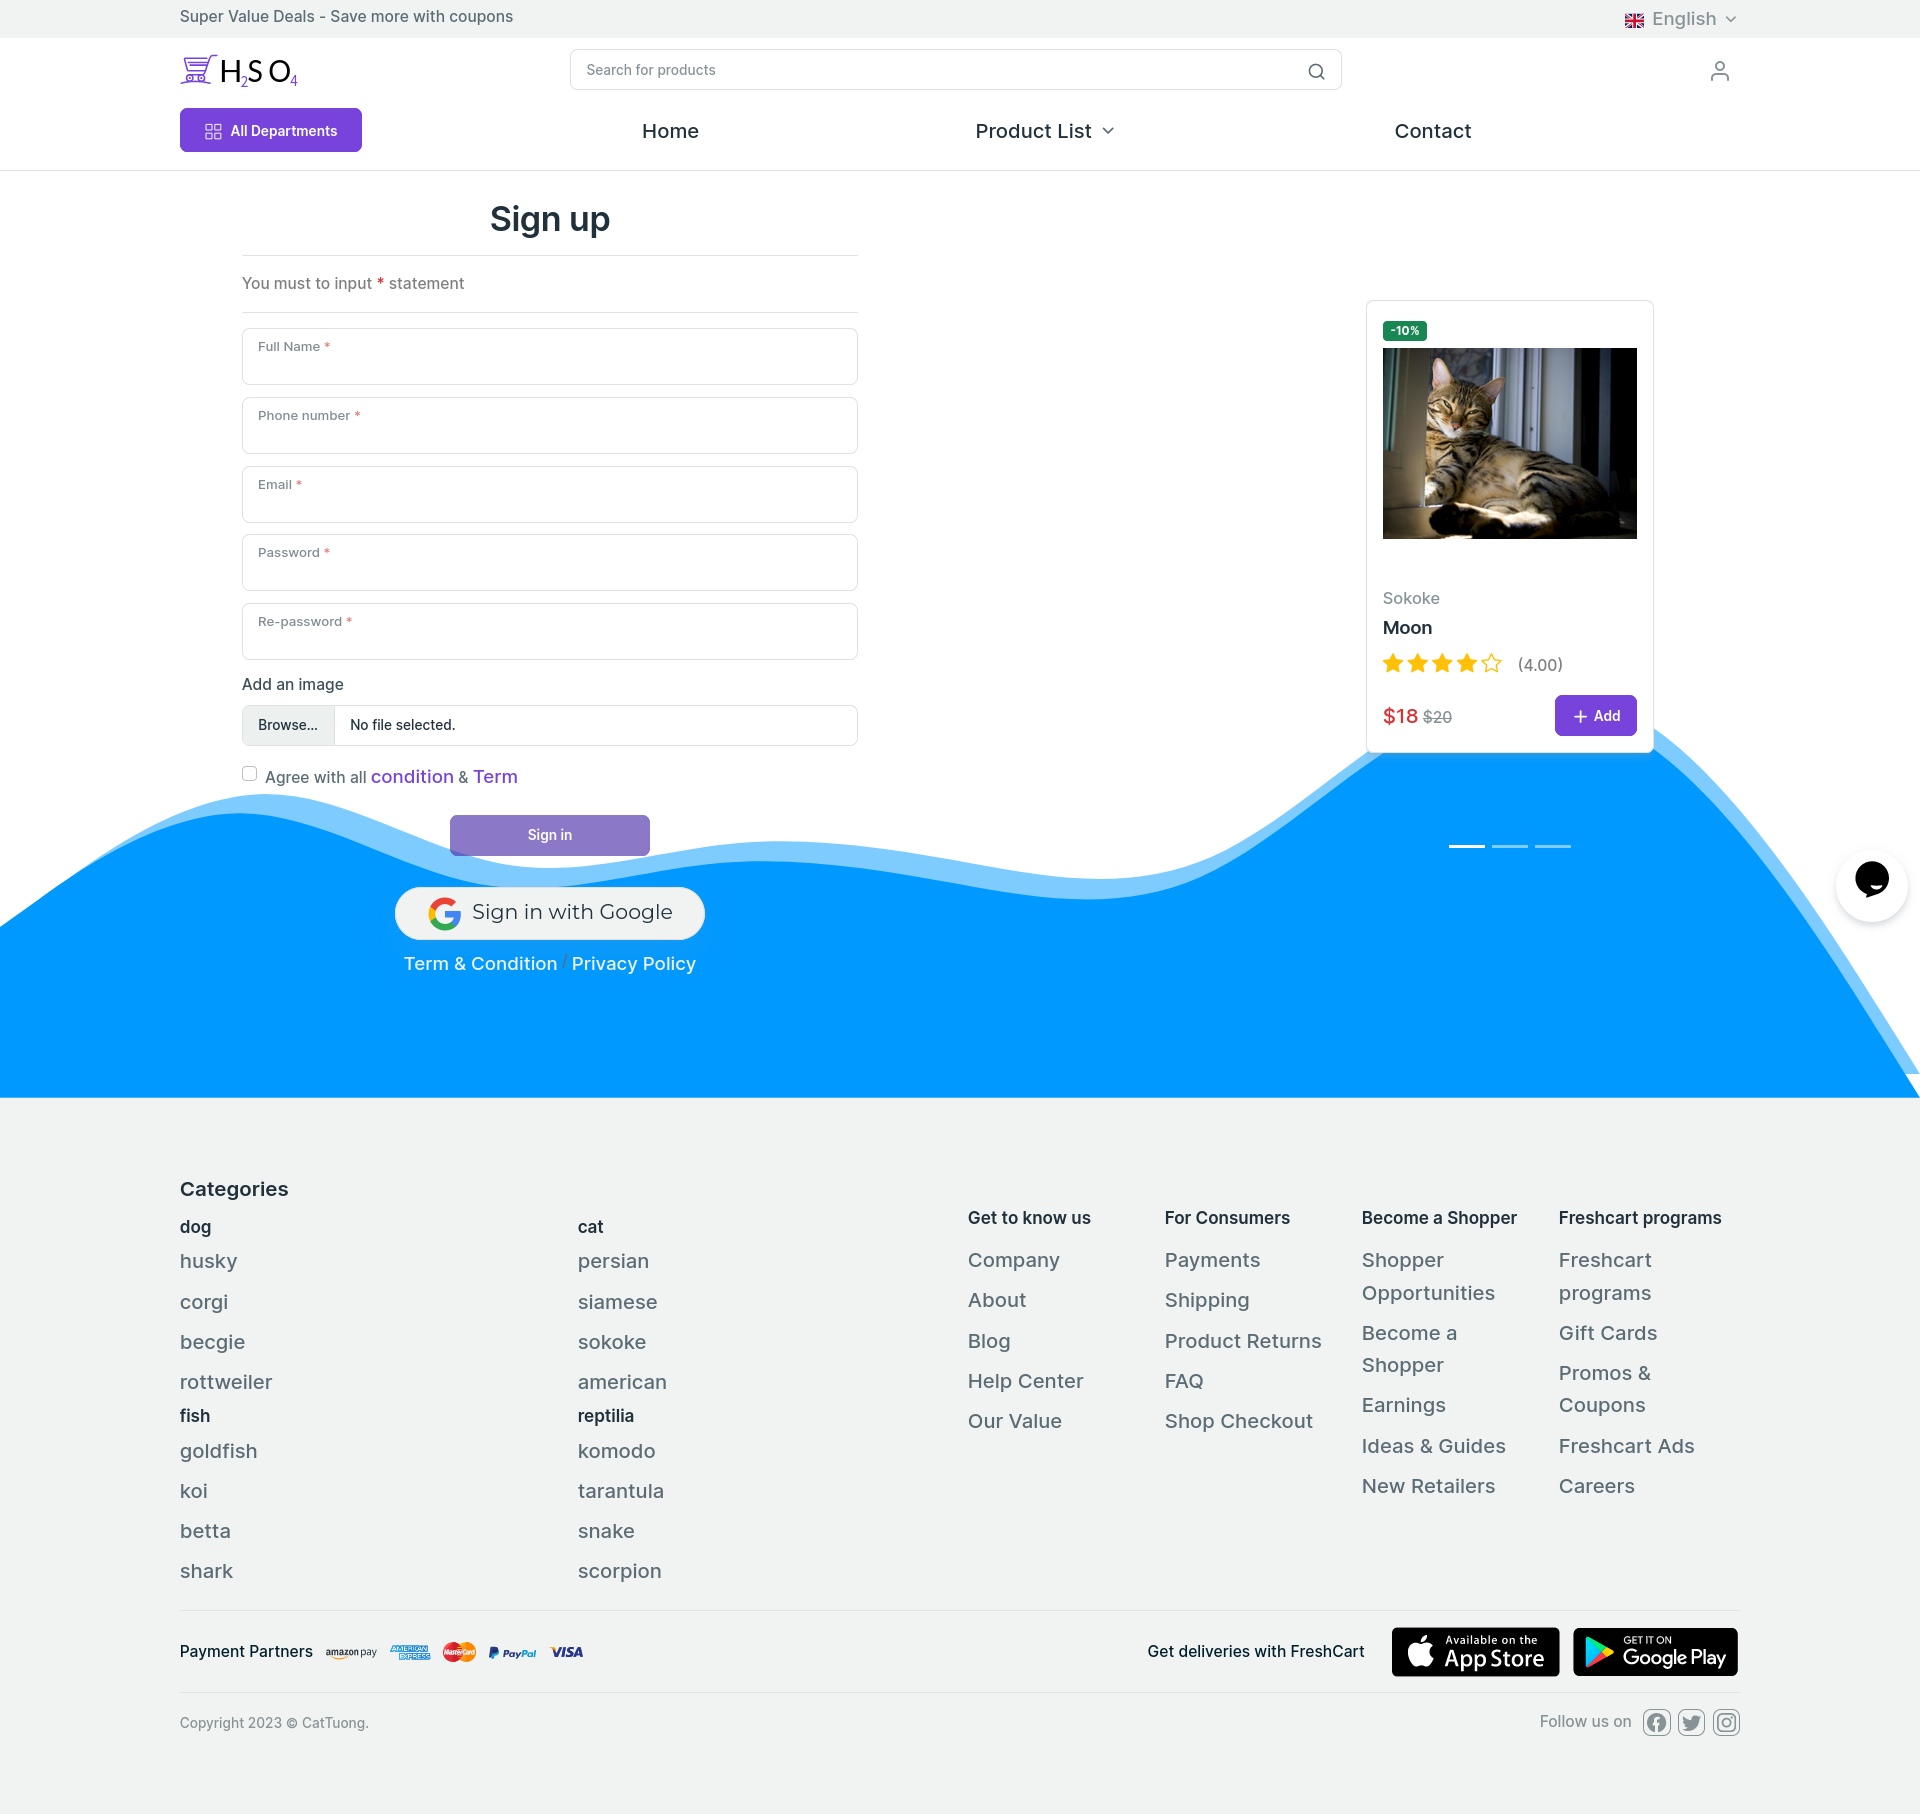 Super Value Deals - Save more with coupons
English
H2SO4
Search for products
All Departments
Home
Product List
Contact
Sign up
You must to input * statement
Full Name *
Phone number *
Email *
Password *
Re-password *
Add an image
Browse... No file selected.
Agree with all condition & Term
Sign in
Sign in with Google
Term & Condition / Privacy Policy
-10%
Sokoke
Moon
(4.00)
$18 $20
Add
Categories
dog
husky
corgi
becgie
rottweiler
fish
goldfish
koi
betta
shark
cat
persian
siamese
sokoke
american
reptilia
komodo
tarantula
snake
scorpion
Get to know us
Company
About
Blog
Help Center
Our Value
For Consumers
Payments
Shipping
Product Returns
FAQ
Shop Checkout
Become a Shopper
Shopper
Opportunities
Become a
Shopper
Earnings
Ideas & Guides
New Retailers
Freshcart programs
Freshcart
programs
Gift Cards
Promos &
Coupons
Freshcart Ads
Careers
Payment Partners
amazon pay
AMERICAN
EXPRESS
MasterCard
PayPal
VISA
Get deliveries with FreshCart
Available on the
App Store
GET IT ON
Google Play
Copyright 2023 © CatTuong.
Follow us on